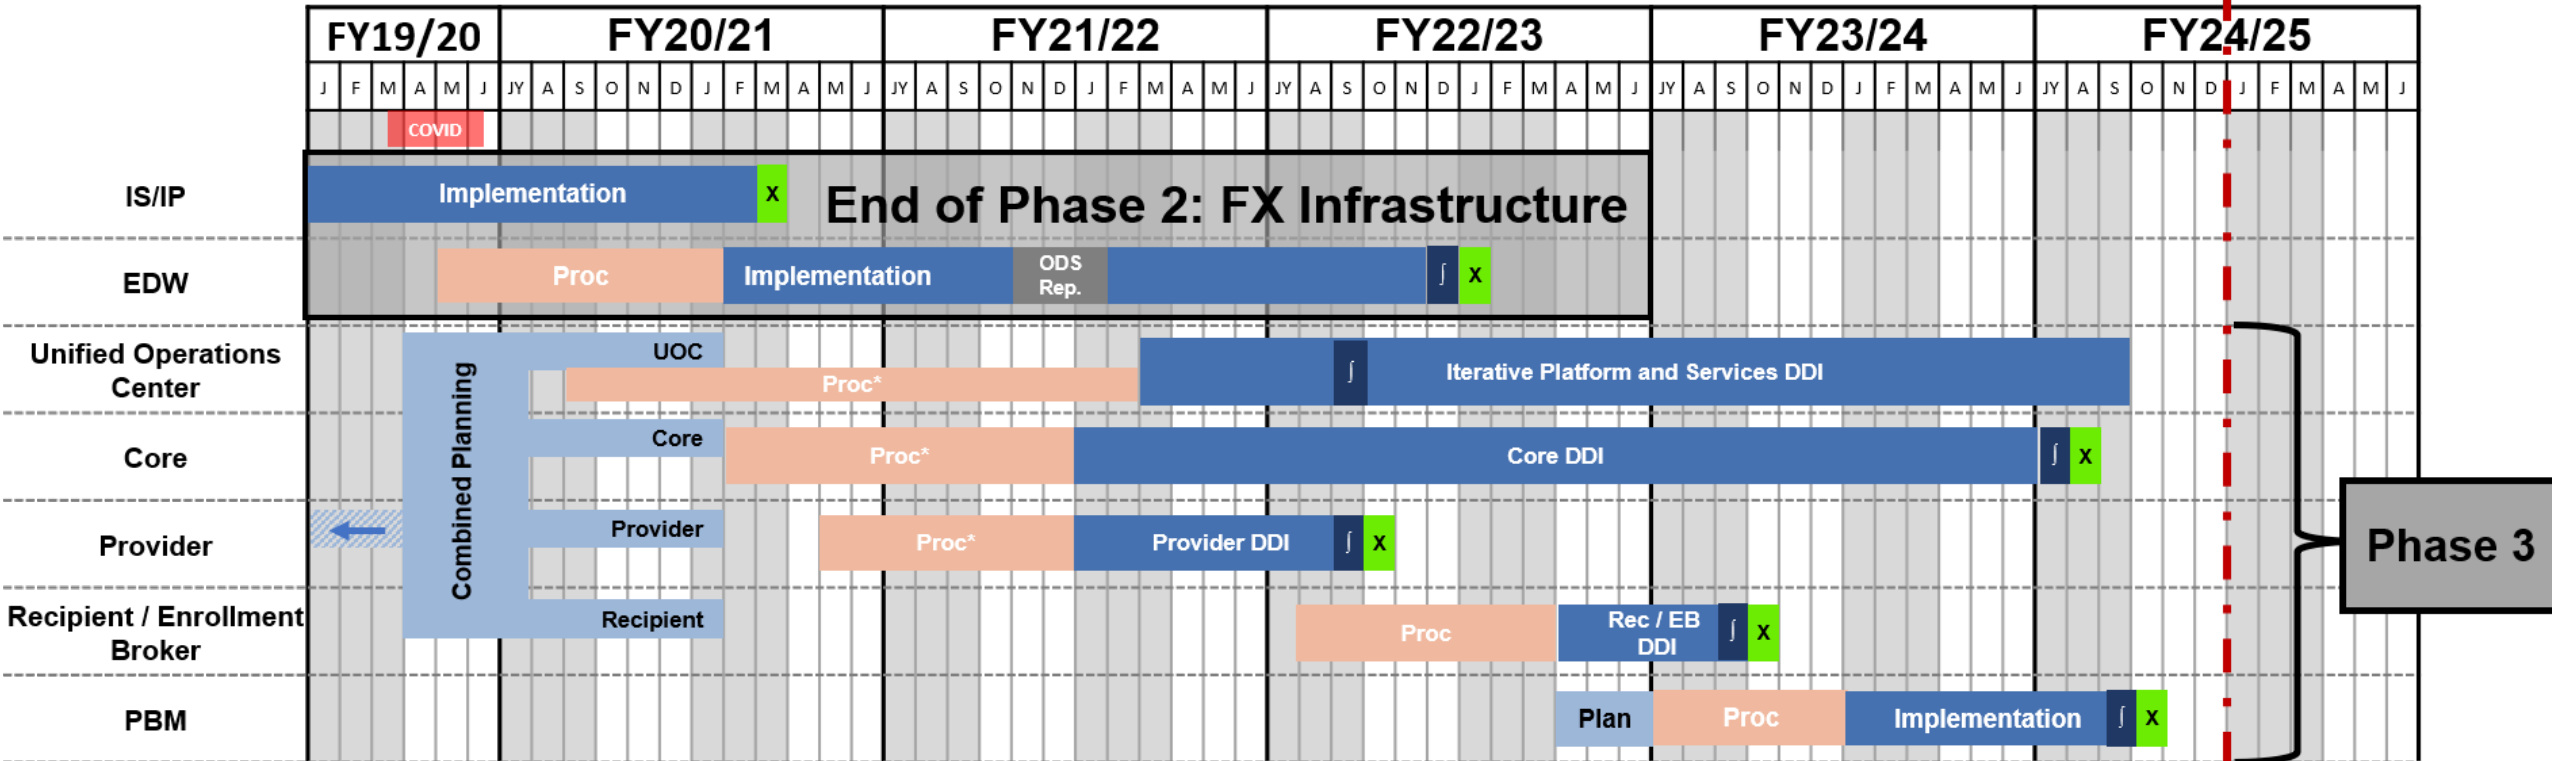 FY19/20 FY20/21 FY21/22 FY22/23 FY23/24 FY24/25
J F M A M J JY A S O N D J F M A M J JY A S O N D J F M A M J JY A S O N D J F M A M J JY A S O N D J F M A M J JY A S O N D J F M A M J
COVID
IS/IP Implementation X End of Phase 2: FX Infrastructure
EDW Proc Implementation ODS
Rep. ∫ X
Unified Operations
Center
UOC
Proc*
∫ Iterative Platform and Services DDI
Combined Planning
Core Core Proc* Core DDI ∫ X
Provider Provider Proc* Provider DDI ∫ X
Phase 3
Recipient / Enrollment
Broker
Recipient
Proc
Rec / EB
DDI
∫ X
PBM Plan Proc Implementation ∫ X